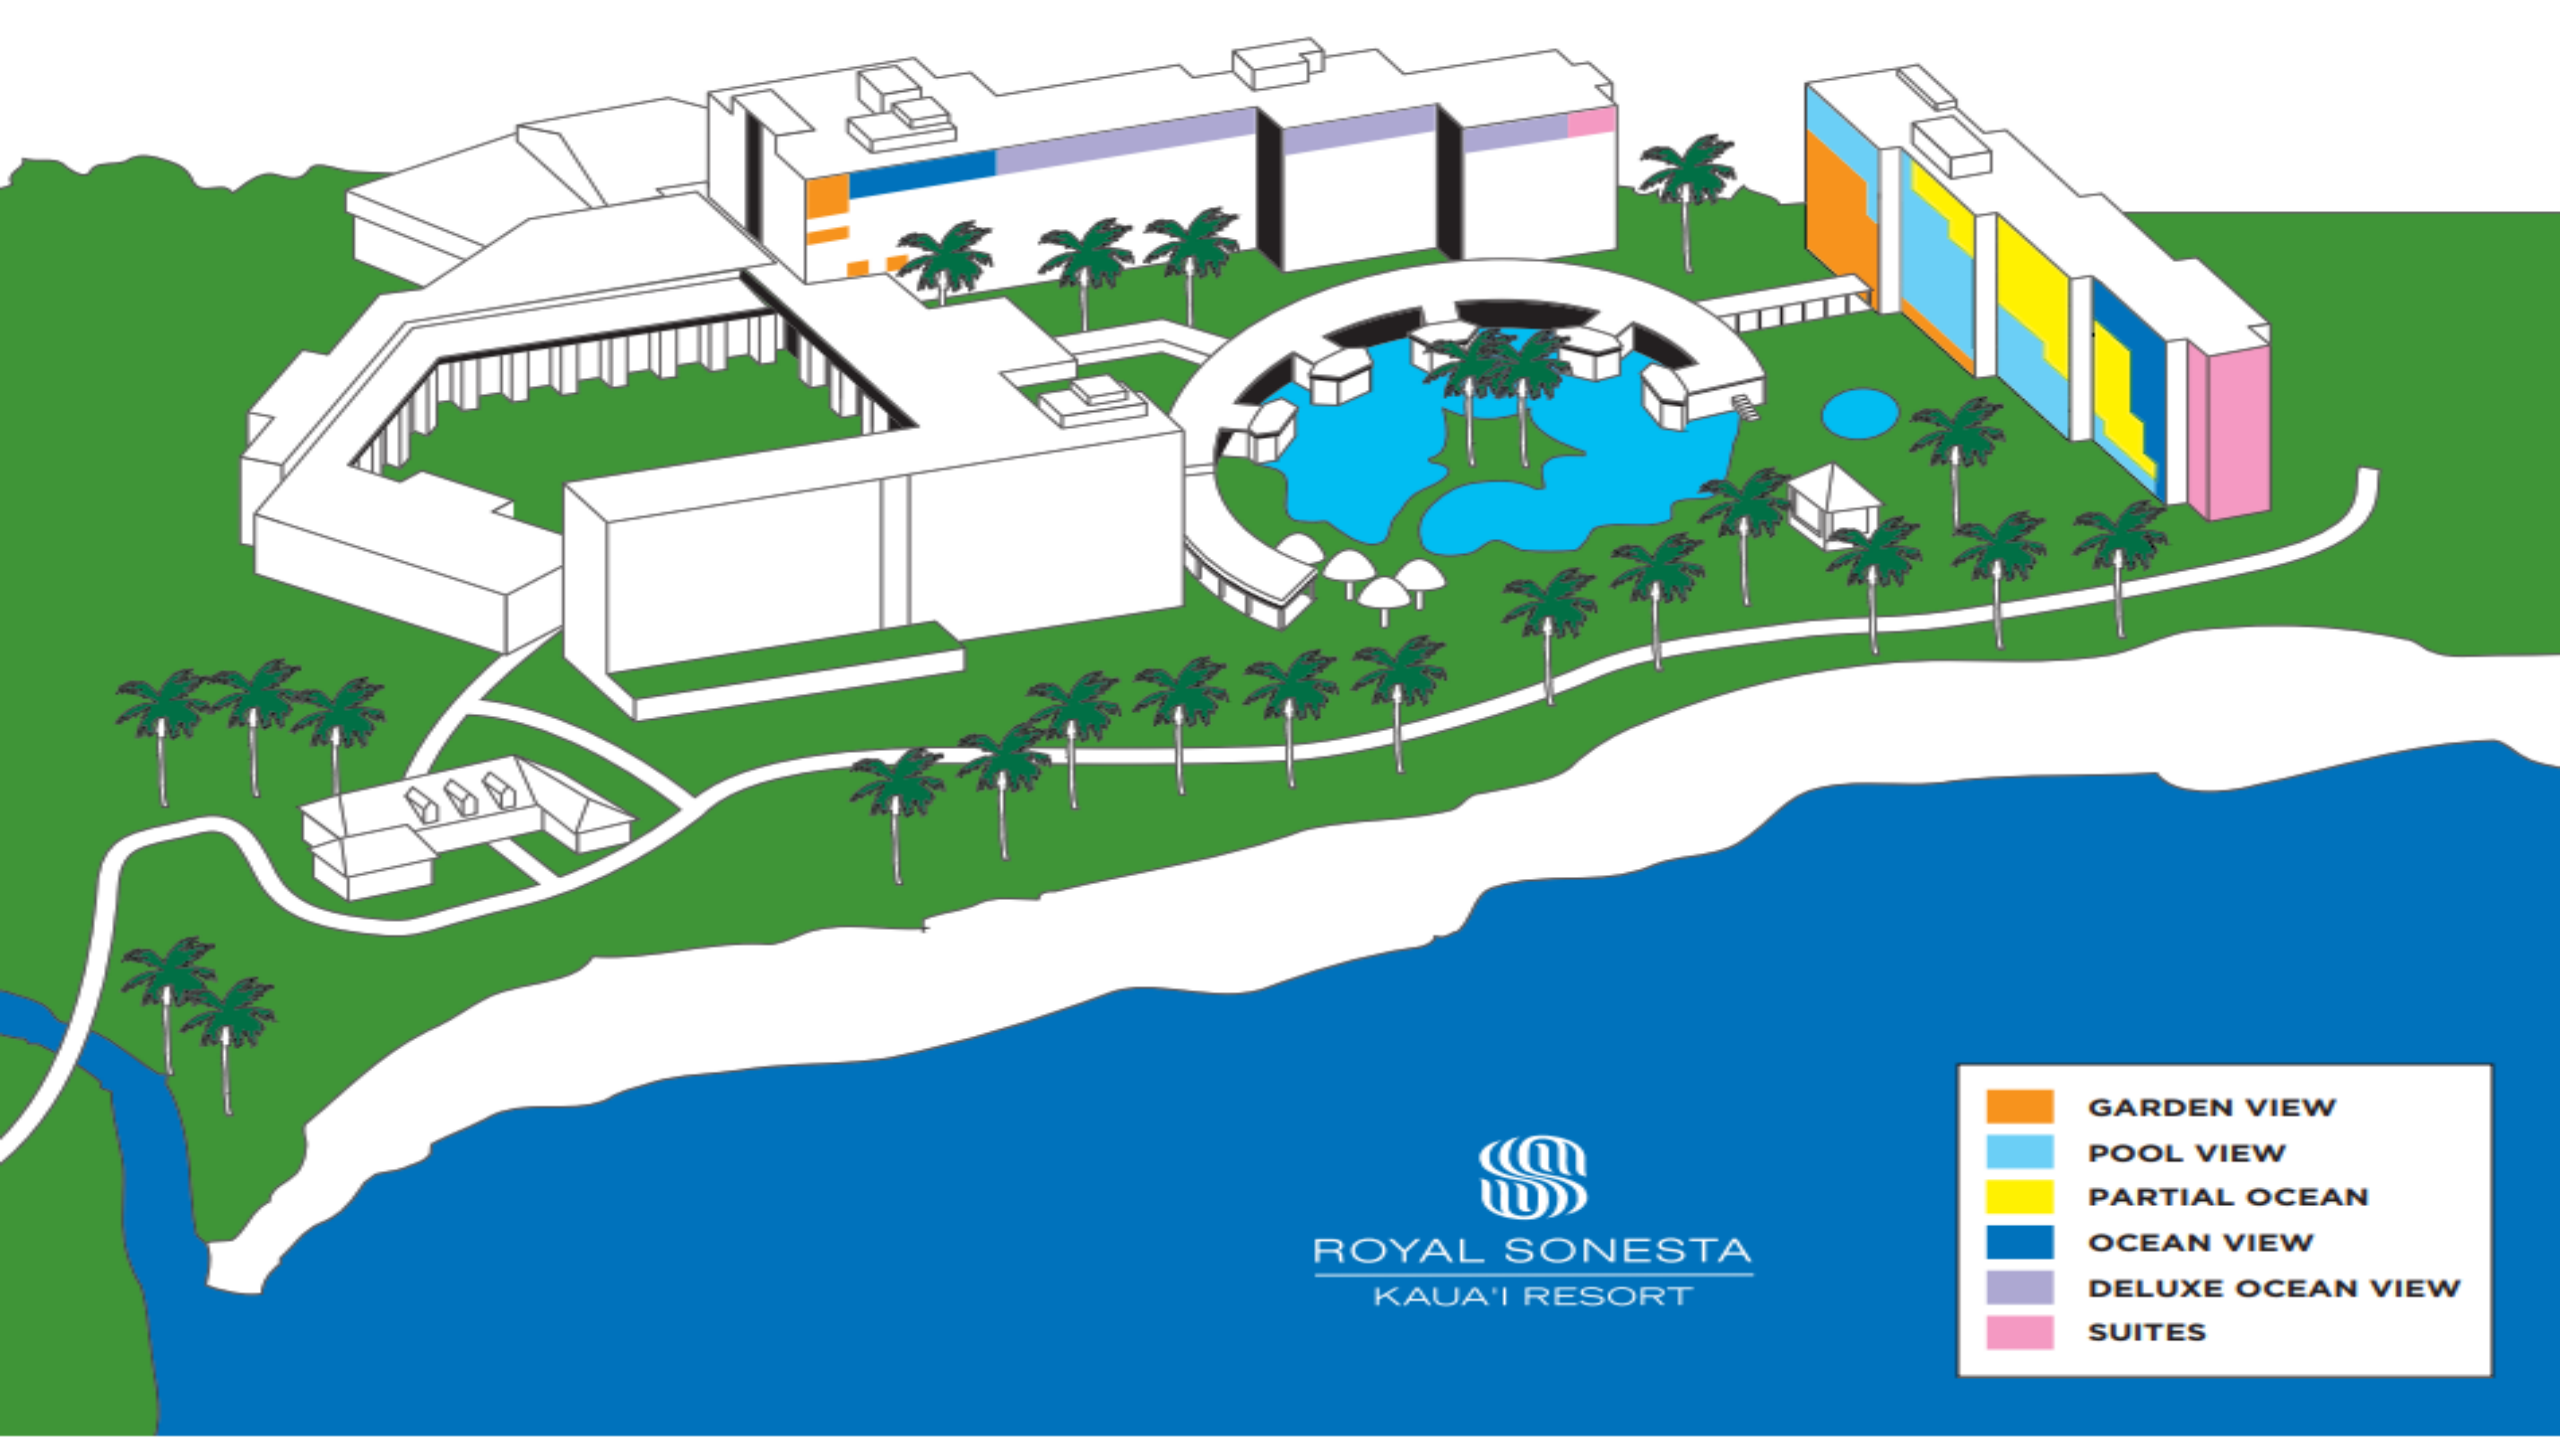 ROYAL SONESTA
KAUA'I RESORT
GARDEN VIEW
POOL VIEW
PARTIAL OCEAN
OCEAN VIEW
DELUXE OCEAN VIEW
SUITES